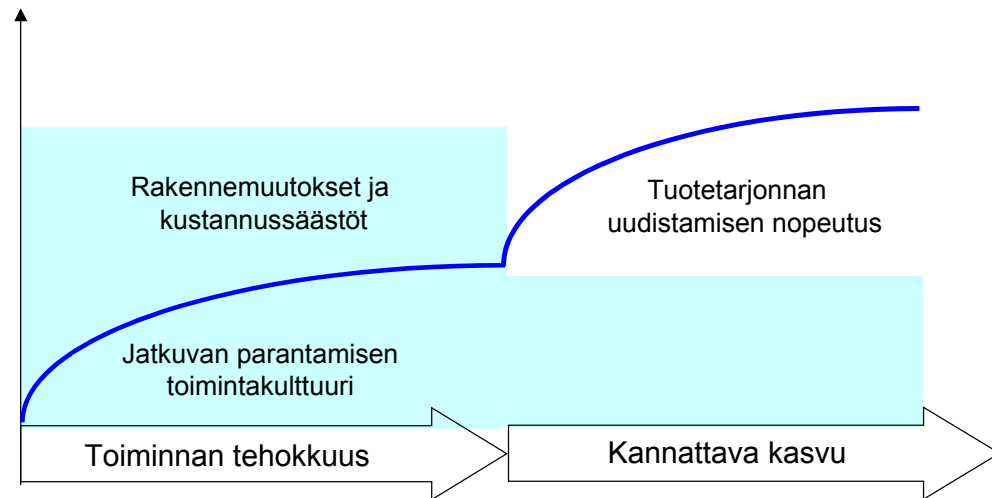 Rakennemuutokset ja
kustannussäästöt
Tuotetarjonnan
uudistamisen nopeutus
Jatkuvan parantamisen
toimintakulttuuri
Toiminnan tehokkuus
Kannattava kasvu